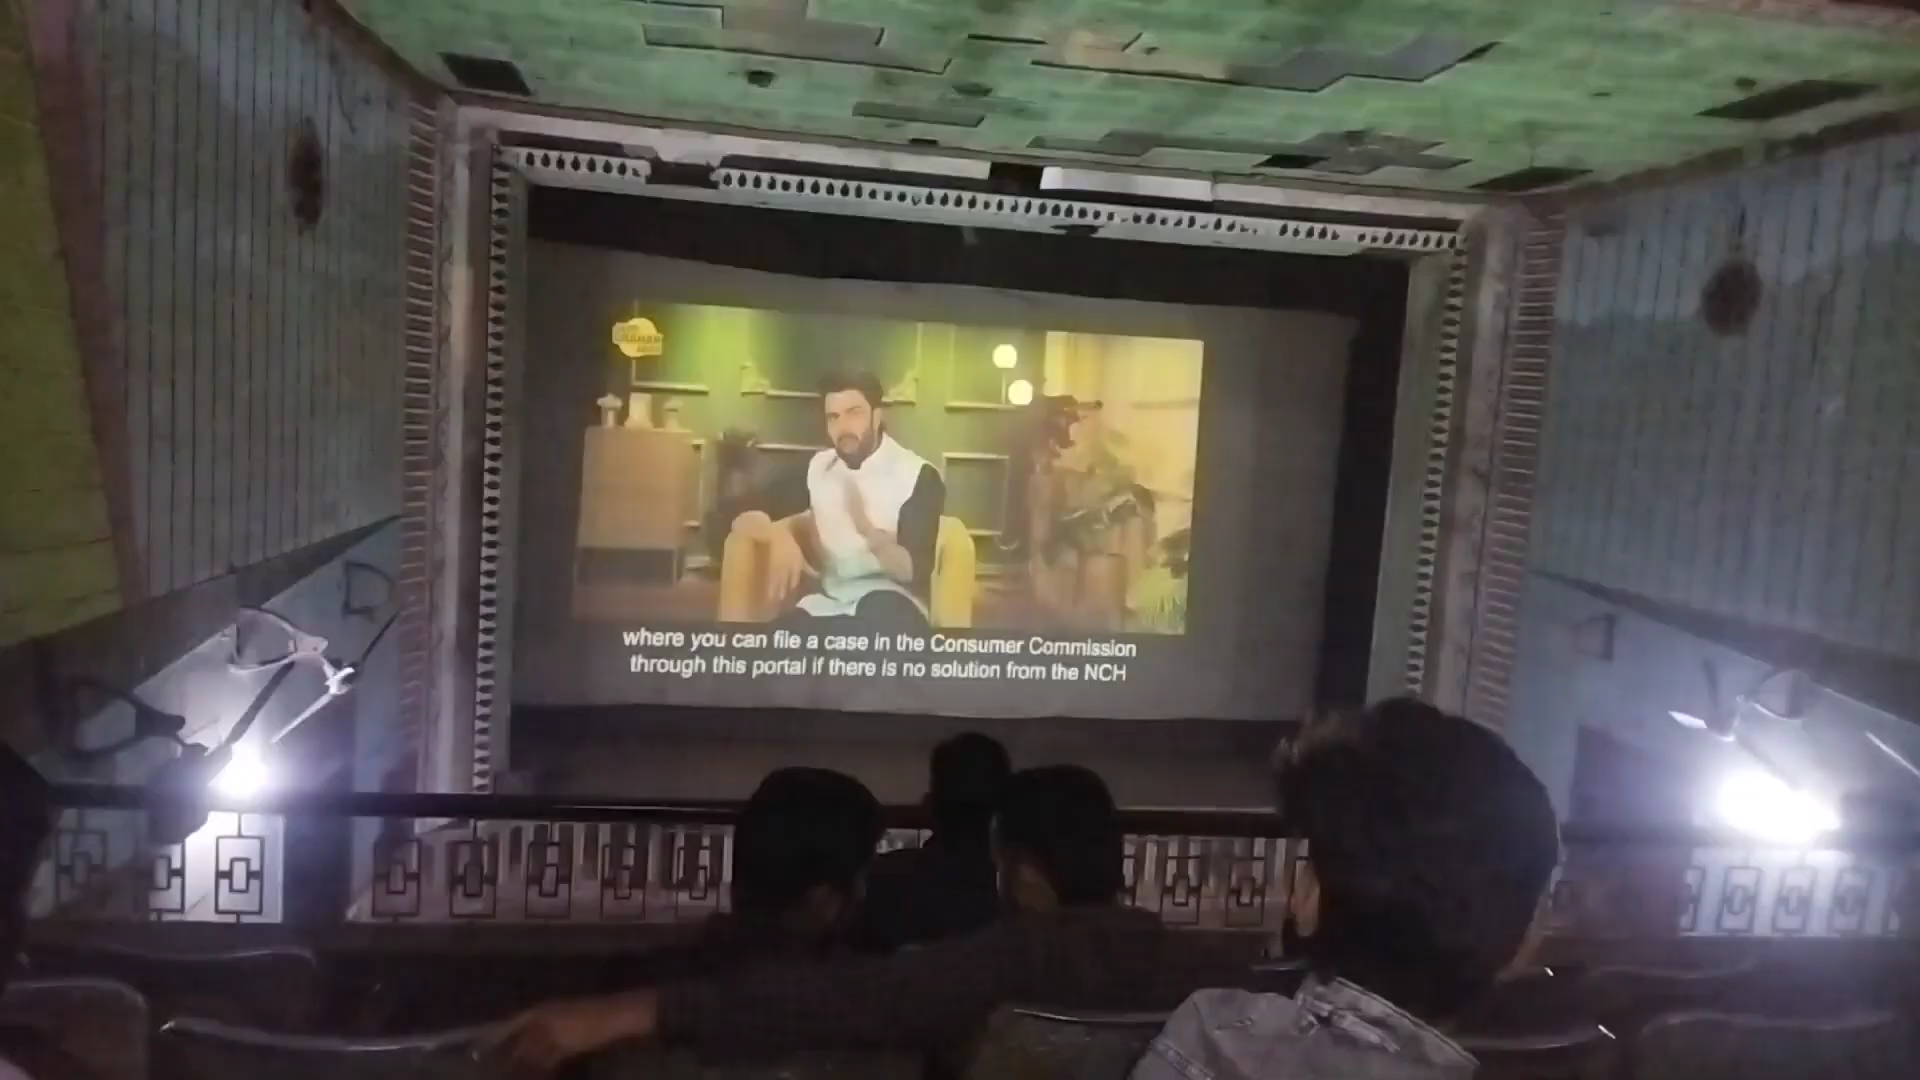 where you can file a case in the Consumer Commission
through this portal if there is no solution from the NCH